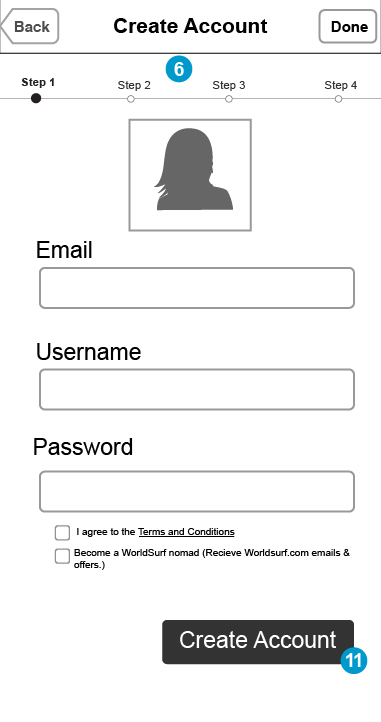 Back
Create Account
Done
6
Step 1
Step 2
Step 3
Step 4
Email
Username
Password
I agree to the Terms and Conditions
Become a WorldSurf nomad (Recieve Worldsurf.com emails &
offers.)
Create Account
11